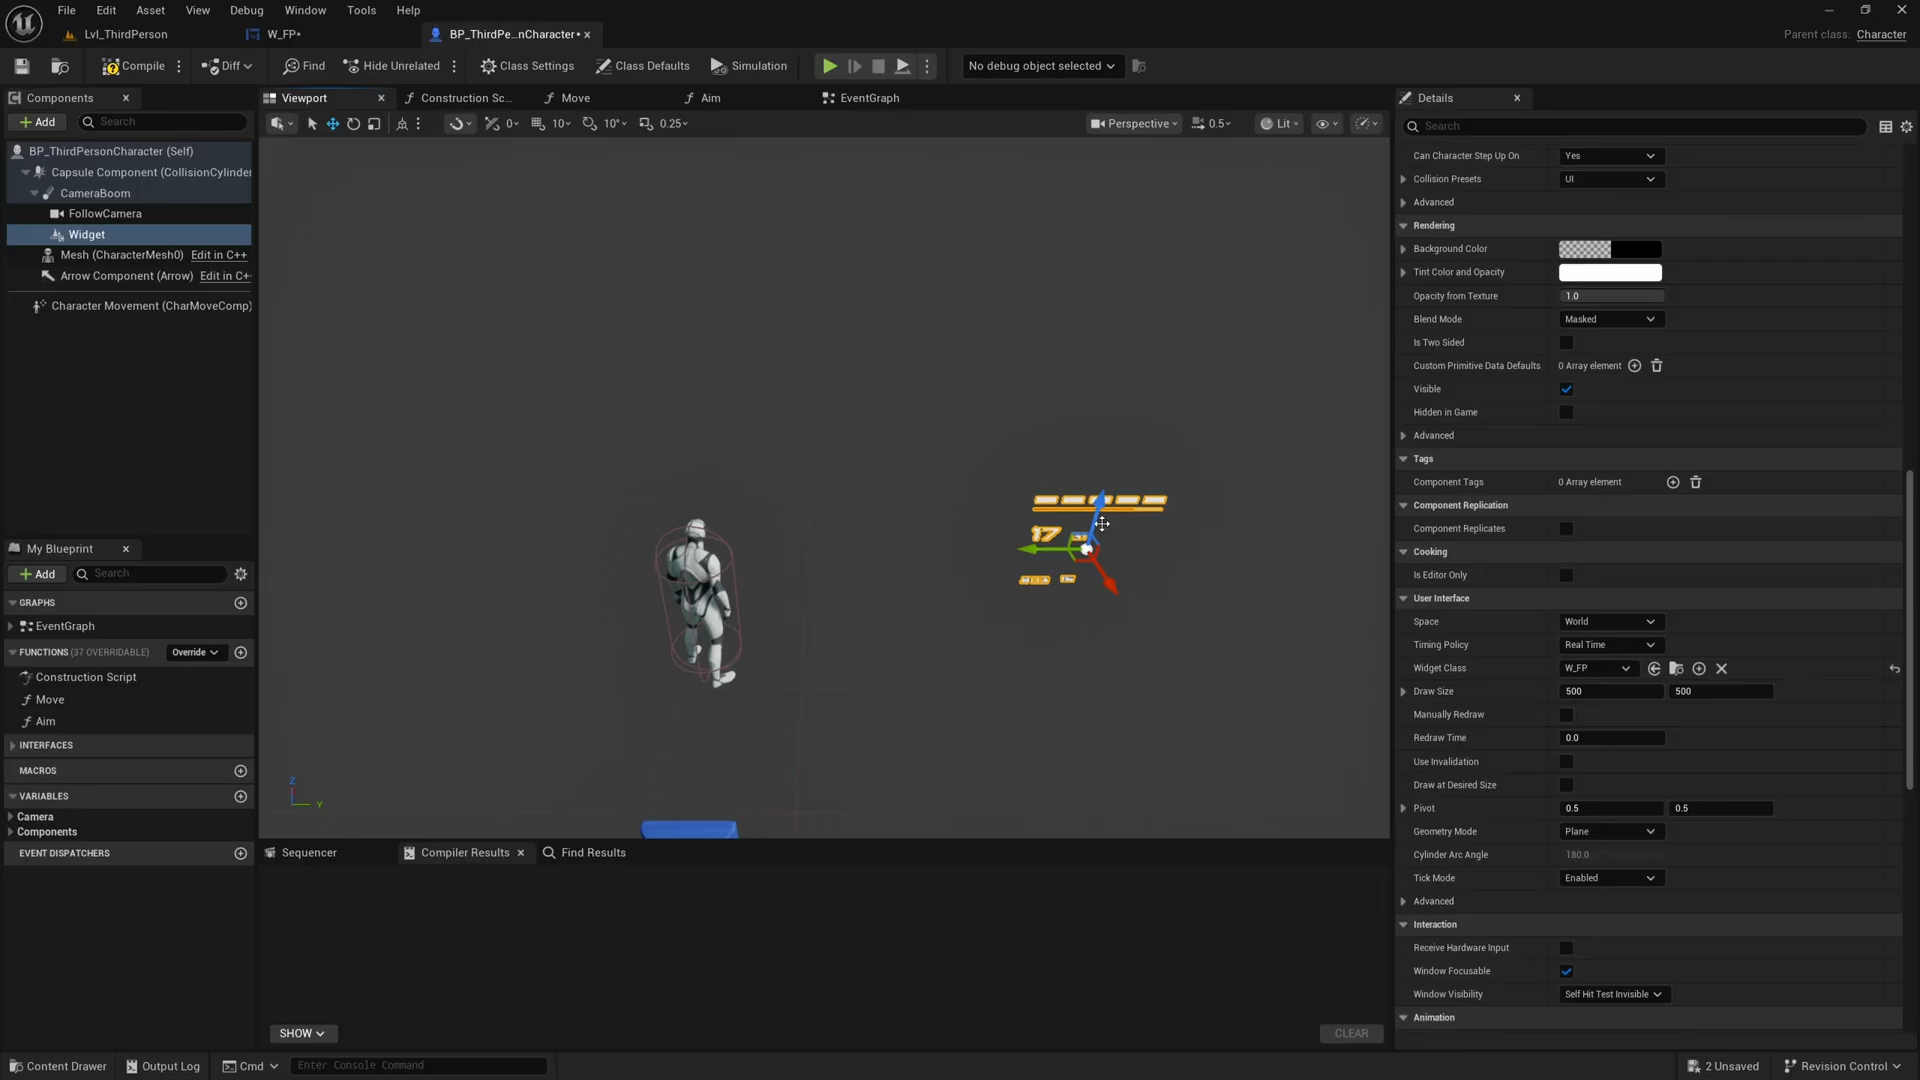 File Edit Asset View Debug Window Tools Help
Lvl_ThirdPerson W_FP* BP_ThirdPe...nCharacter* Parent class: Character
Compile Diff Find Hide Unrelated Class Settings Class Defaults Simulation No debug object selected
Components Viewport Construction Sc... Move Aim EventGraph Details
Add Search 0 10 10° 0.25 Perspective 0.5 Lit Search
BP_ThirdPersonCharacter (Self)
Capsule Component (CollisionCylinder
CameraBoom
FollowCamera
Widget
Mesh (CharacterMesh0) Edit in C++
Arrow Component (Arrow) Edit in C+
Character Movement (CharMoveComp)
My Blueprint
Add Search
GRAPHS
EventGraph
FUNCTIONS (37 OVERRIDABLE) Override
Construction Script
Move
Aim
INTERFACES
MACROS
VARIABLES
Camera
Components
EVENT DISPATCHERS
17
Z
Y
Sequencer Compiler Results Find Results
SHOW CLEAR
Can Character Step Up On Yes
Collision Presets UI
Advanced
Rendering
Background Color
Tint Color and Opacity
Opacity from Texture 1.0
Blend Mode Masked
Is Two Sided
Custom Primitive Data Defaults 0 Array element
Visible
Hidden in Game
Advanced
Tags
Component Tags 0 Array element
Component Replication
Component Replicates
Cooking
Is Editor Only
User Interface
Space World
Timing Policy Real Time
Widget Class W_FP
Draw Size 500 500
Manually Redraw
Redraw Time 0.0
Use Invalidation
Draw at Desired Size
Pivot 0.5 0.5
Geometry Mode Plane
Cylinder Arc Angle 180.0
Tick Mode Enabled
Advanced
Interaction
Receive Hardware Input
Window Focusable
Window Visibility Self Hit Test Invisible
Animation
Content Drawer Output Log Cmd Enter Console Command 2 Unsaved Revision Control